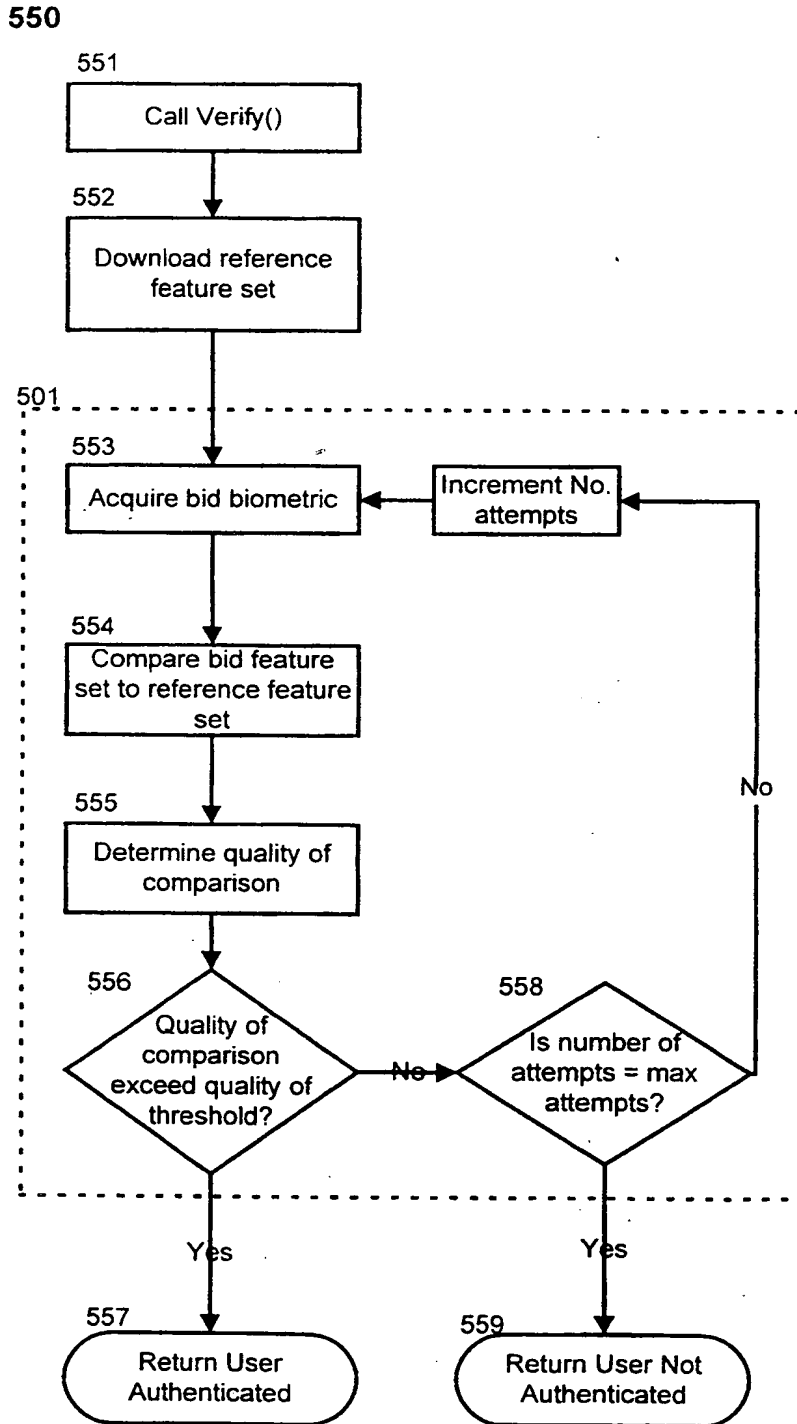 550
551
Call Verify()
552
Download reference
feature set
501
553
Acquire bid biometric
Increment No.
attempts
554
Compare bid feature
set to reference feature
set
555
Determine quality of
comparison
No
556
Quality of
comparison
exceed quality of
threshold?
No
558
Is number of
attempts = max
attempts?
Yes
Yes
557
Return User
Authenticated
559
Return User Not
Authenticated